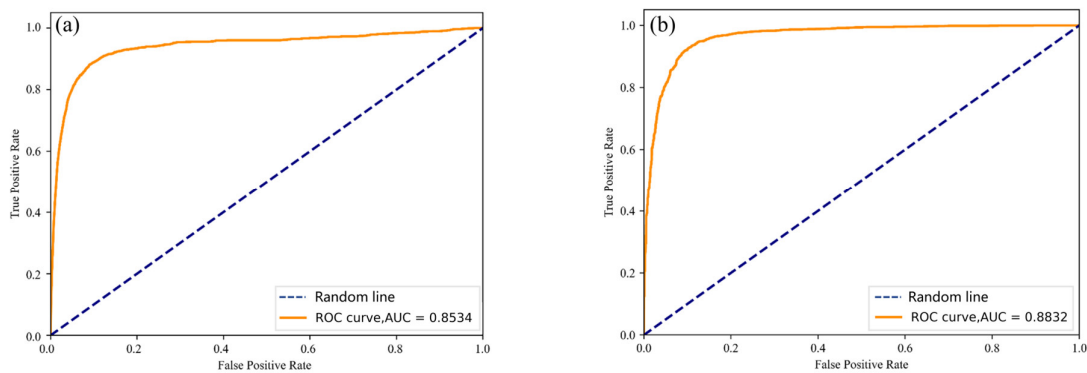 (a)
1.0
0.8
0.6
0.4
0.2
0.0
True Positive Rate
0.0 0.2 0.4 0.6 0.8 1.0
False Positive Rate
Random line
ROC curve,AUC = 0.8534
(b)
1.0
0.8
0.6
0.4
0.2
0.0
True Positive Rate
0.0 0.2 0.4 0.6 0.8 1.0
False Positive Rate
Random line
ROC curve,AUC = 0.8832